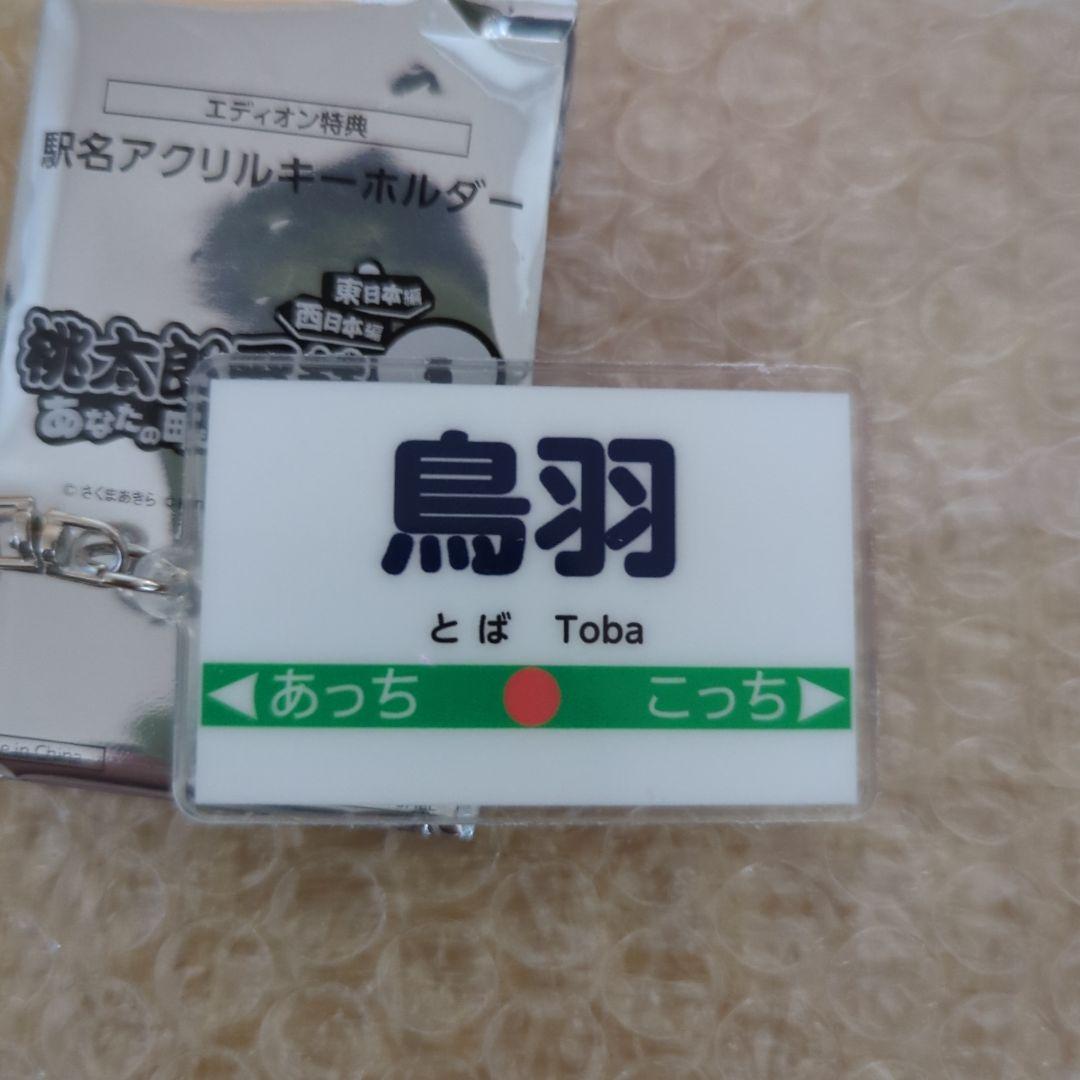 エディオン特典
駅名アクリルキーホルダー
東日本編
西日本編
桃太郎
あなたの
© さくまあきら
鳥羽
とば Toba
あっち こっち
in China